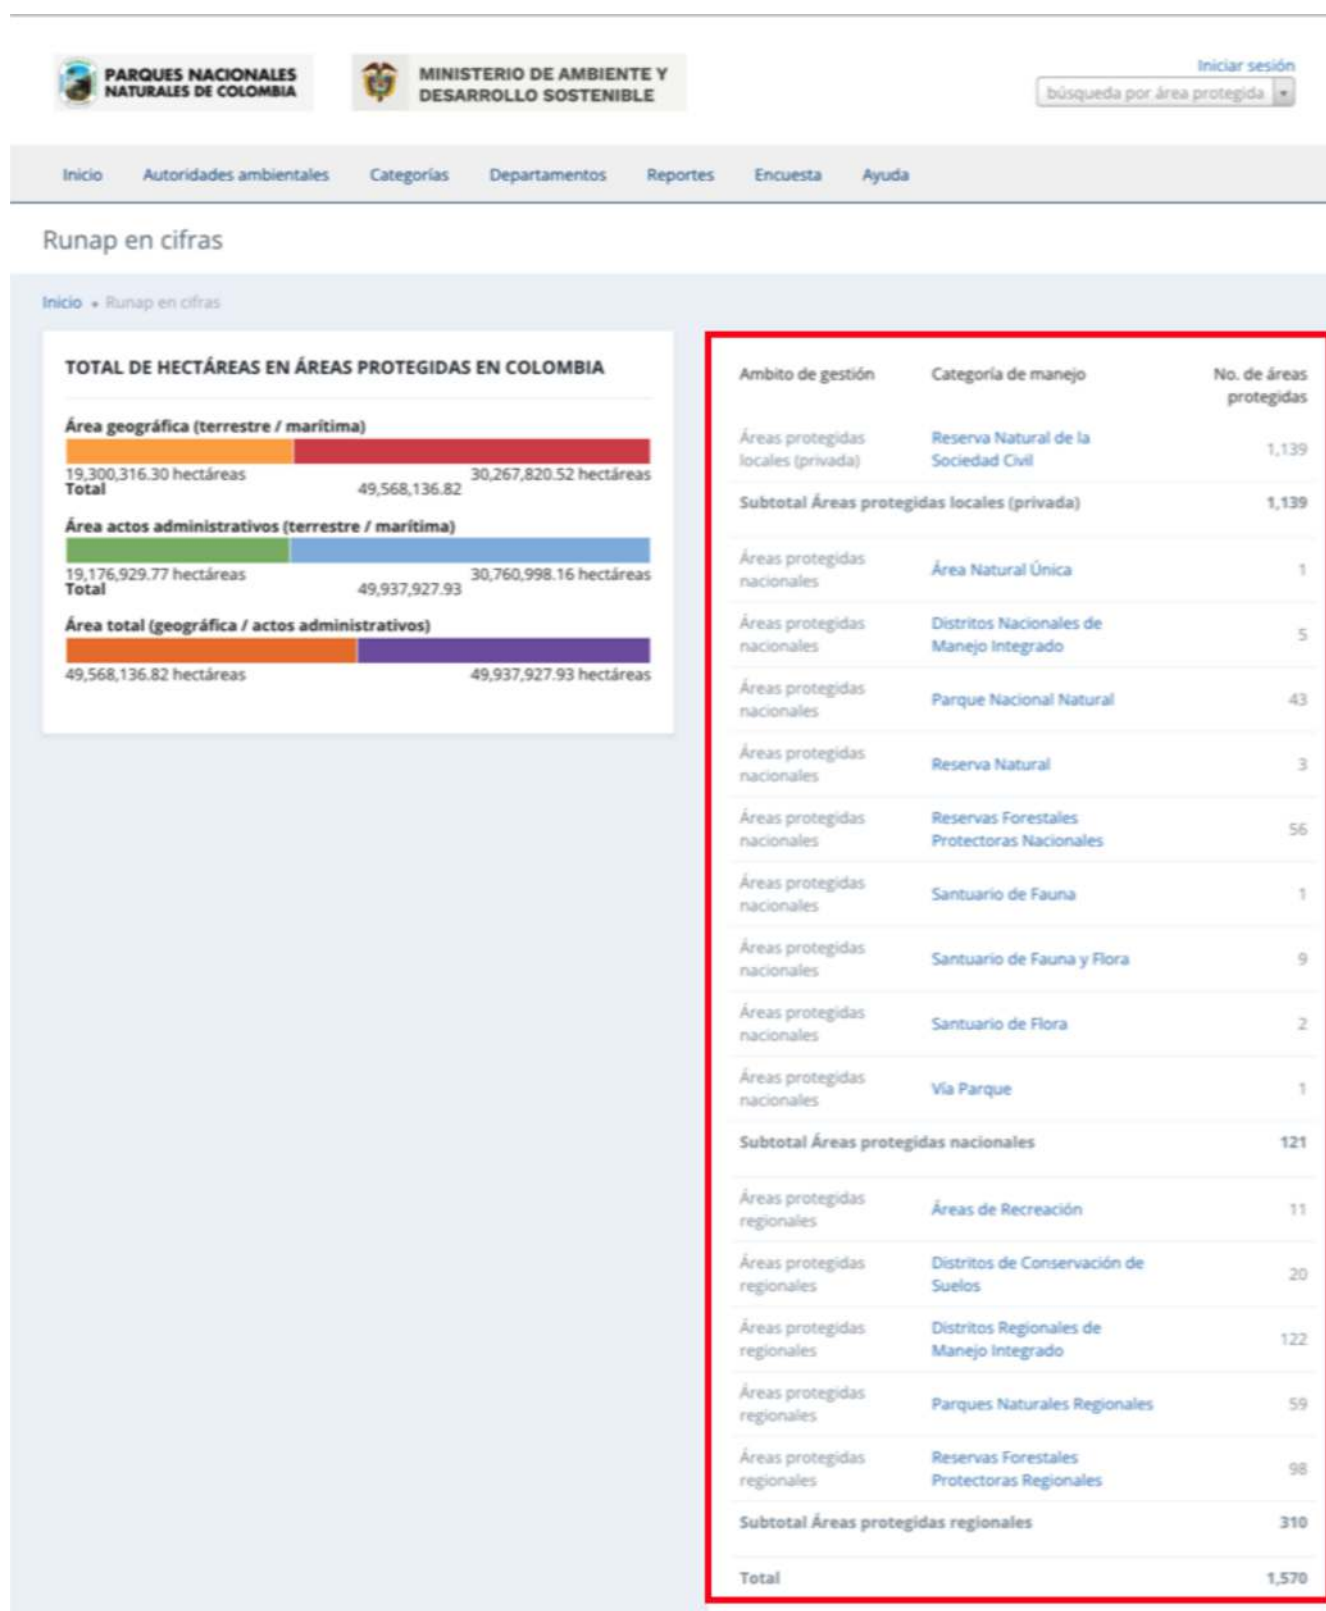 PARQUES NACIONALES
NATURALES DE COLOMBIA
MINISTERIO DE AMBIENTE Y
DESARROLLO SOSTENIBLE
Iniciar sesión
búsqueda por área protegida
Inicio Autoridades ambientales Categorías Departamentos Reportes Encuesta Ayuda
Runap en cifras
Inicio • Runap en cifras
TOTAL DE HECTÁREAS EN ÁREAS PROTEGIDAS EN COLOMBIA
Área geográfica (terrestre / marítima)
19,300,316.30 hectáreas 30,267,820.52 hectáreas
Total 49,568,136.82
Área actos administrativos (terrestre / marítima)
19,176,929.77 hectáreas 30,760,998.16 hectáreas
Total 49,937,927.93
Área total (geográfica / actos administrativos)
49,568,136.82 hectáreas 49,937,927.93 hectáreas
Ambito de gestión Categoría de manejo No. de áreas
protegidas
Áreas protegidas Reserva Natural de la
locales (privada) Sociedad Civil 1,139
Subtotal Áreas protegidas locales (privada) 1,139
Áreas protegidas
nacionales Área Natural Única 1
Áreas protegidas Distritos Nacionales de
nacionales Manejo Integrado 5
Áreas protegidas
nacionales Parque Nacional Natural 43
Áreas protegidas
nacionales Reserva Natural 3
Áreas protegidas Reservas Forestales
nacionales Protectoras Nacionales 56
Áreas protegidas
nacionales Santuario de Fauna 1
Áreas protegidas
nacionales Santuario de Fauna y Flora 9
Áreas protegidas
nacionales Santuario de Flora 2
Áreas protegidas
nacionales Vía Parque 1
Subtotal Áreas protegidas nacionales 121
Áreas protegidas
regionales Áreas de Recreación 11
Áreas protegidas Distritos de Conservación de
regionales Suelos 20
Áreas protegidas Distritos Regionales de
regionales Manejo Integrado 122
Áreas protegidas
regionales Parques Naturales Regionales 59
Áreas protegidas Reservas Forestales
regionales Protectoras Regionales 98
Subtotal Áreas protegidas regionales 310
Total 1,570